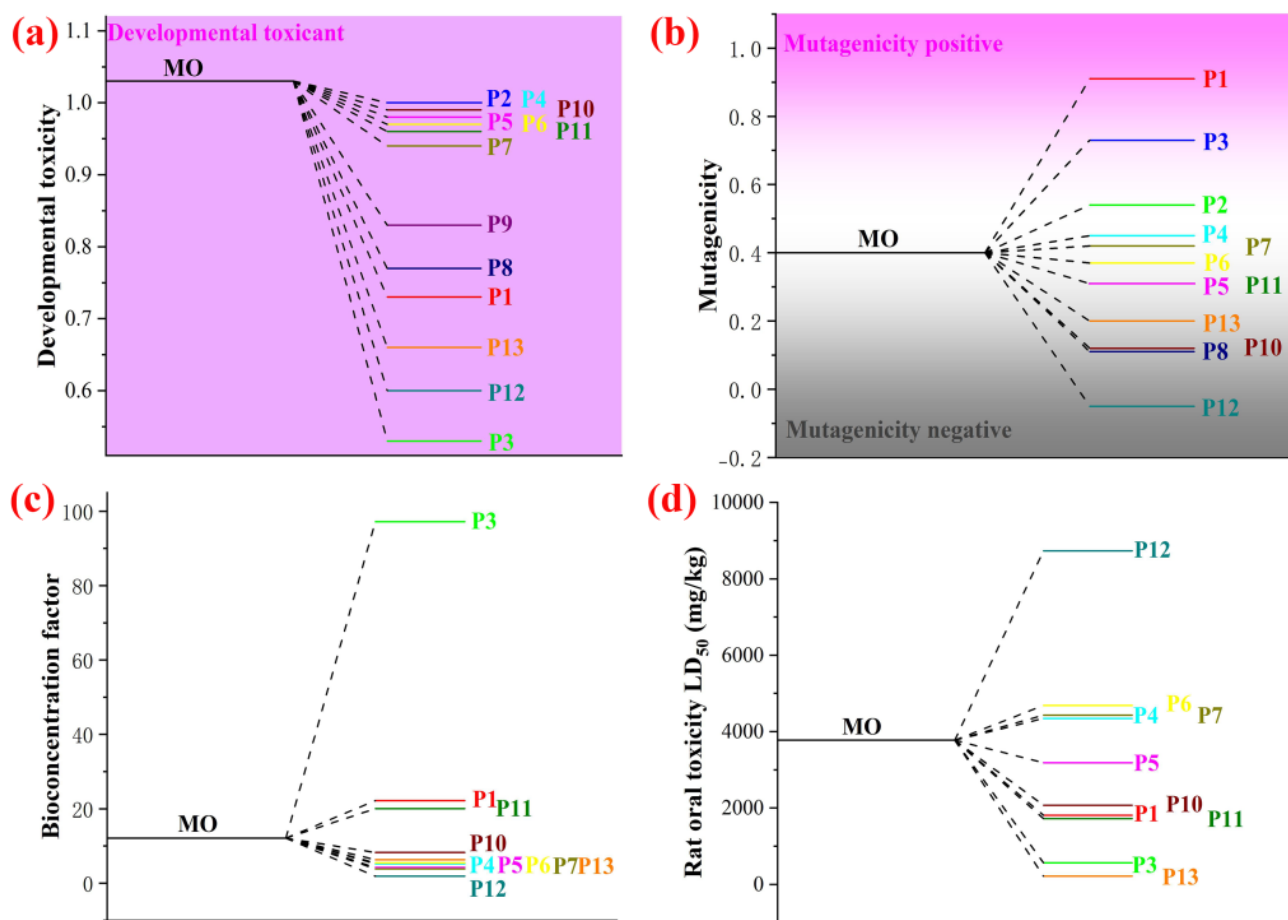 (a)
Developmental toxicant
MO
P2 P4
P10
P5 P6
P11
P7
P9
P8
P1
P13
P12
P3
1.1
1.0
0.9
0.8
0.7
0.6
Developmental toxicity
(b)
Mutagenicity positive
MO
P1
P3
P2
P4
P7
P6
P5 P11
P13
P10
P8
P12
Mutagenicity negative
1.0
0.8
0.6
0.4
0.2
0.0
-0.2
Mutagenicity
(c)
MO
P3
P1
P11
P10
P4 P5 P6 P7 P13
P12
100
80
60
40
20
0
Bioconcentration factor
(d)
MO
P12
P6
P7
P4
P5
P10
P1
P11
P3
P13
10000
8000
6000
4000
2000
0
Rat oral toxicity LD50 (mg/kg)